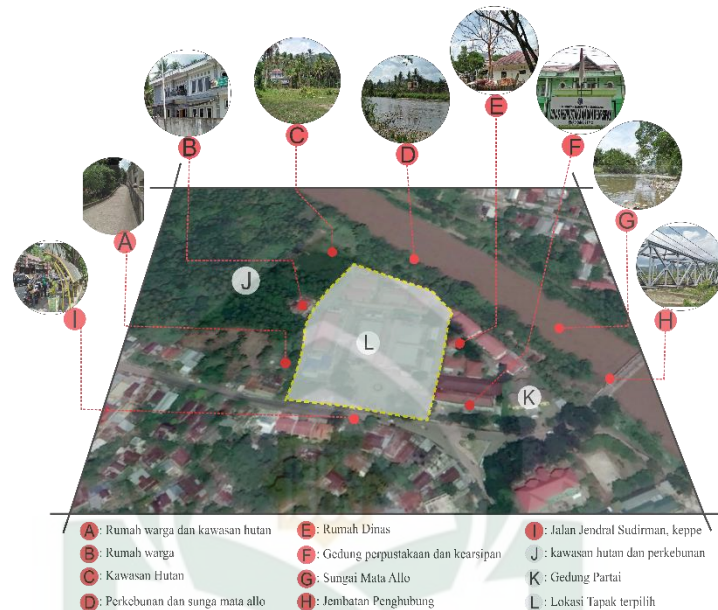 B
C
D
E
F
A
G
I
J
H
L
K
A : Rumah warga dan kawasan hutan
B : Rumah warga
C : Kawasan Hutan
D : Perkebunan dan sunga mata allo
E : Rumah Dinas
F : Gedung perpustakaan dan kearsipan
G : Sungai Mata Allo
H : Jembatan Penghubung
I : Jalan Jendral Sudirman, keppe
J : kawasan hutan dan perkebunan
K : Gedung Partai
L : Lokasi Tapak terpilih